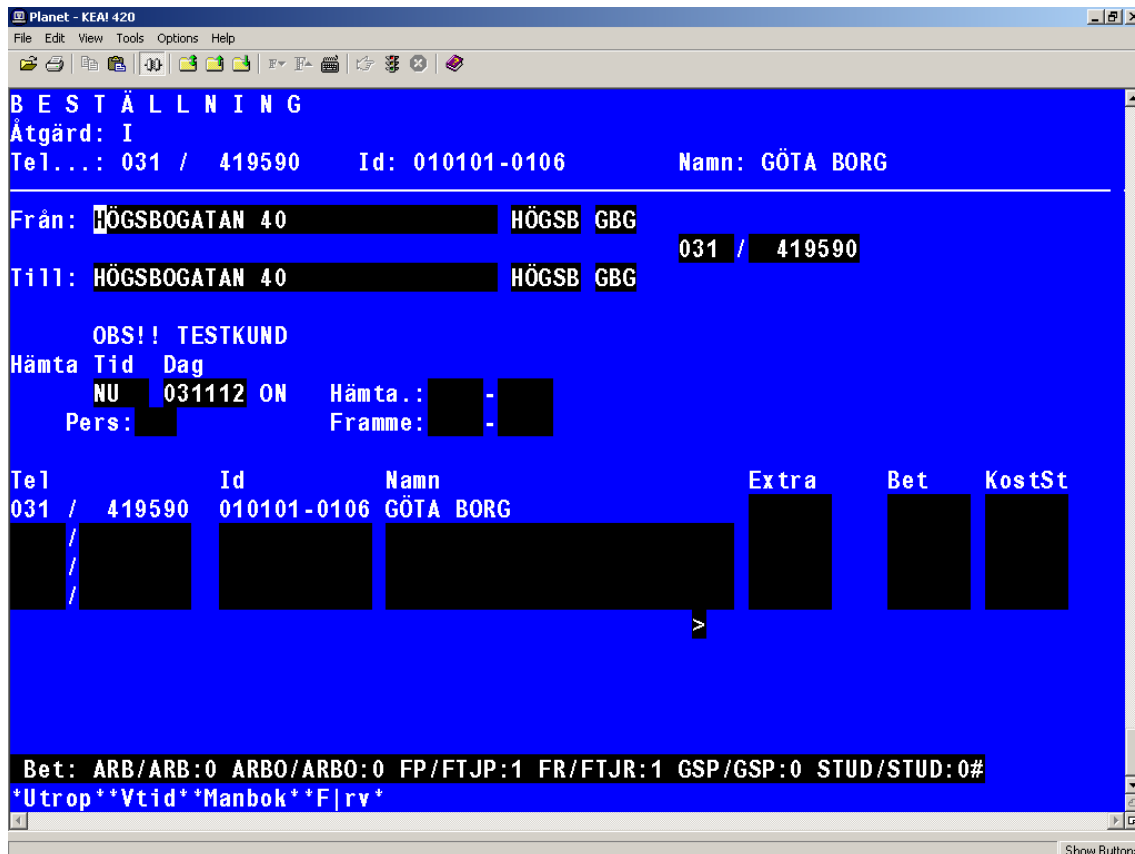 Planet - KEA! 420
File Edit View Tools Options Help
B E S T Ä L L N I N G
Åtgärd: I
Tel...: 031 / 419590 Id: 010101-0106 Namn: GÖTA BORG
Från: HÖGSBOGATAN 40 HÖGSB GBG
031 / 419590
Till: HÖGSBOGATAN 40 HÖGSB GBG
OBS!! TESTKUND
Hämta Tid Dag
NU 031112 ON Hämta.: -
Pers: Framme: -
Tel Id Namn Extra Bet KostSt
031 / 419590 010101-0106 GÖTA BORG
/
/
/
>
Bet: ARB/ARB:0 ARBO/ARBO:0 FP/FTJP:1 FR/FTJR:1 GSP/GSP:0 STUD/STUD:0#
*Utrop**Vtid**Manbok**F|rv*
Show Button